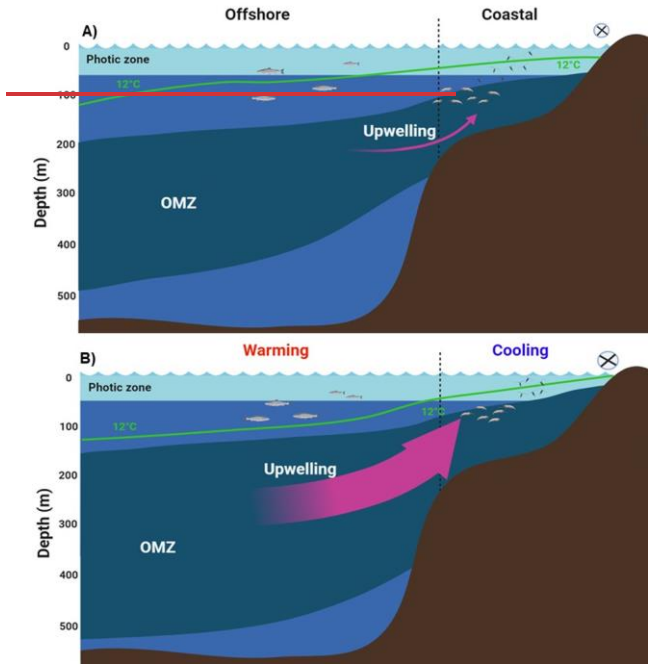 A)
Offshore
Coastal
0
Photic zone
12°C
12°C
100
200
Upwelling
300
OMZ
400
500
Depth (m)
B)
Warming
Cooling
0
Photic zone
12°C
12°C
100
200
Upwelling
300
OMZ
400
500
Depth (m)